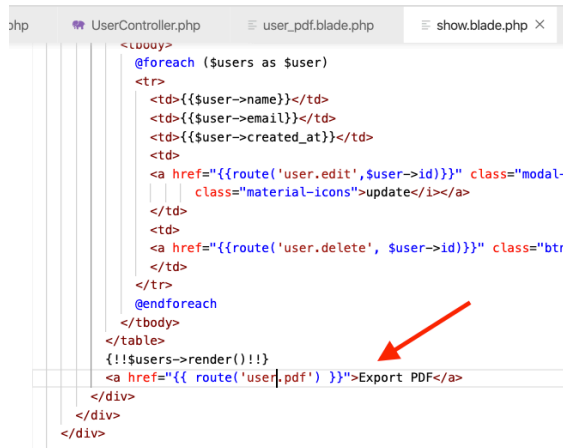 php UserController.php user_pdf.blade.php show.blade.php ×
<tbody>
@foreach ($users as $user)
<tr>
<td>{{$user->name}}</td>
<td>{{$user->email}}</td>
<td>{{$user->created_at}}</td>
<td>
<a href="{{route('user.edit',$user->id)}}" class="modal-
class="material-icons">update</i></a>
</td>
<td>
<a href="{{route('user.delete', $user->id)}}" class="btn
</td>
</tr>
@endforeach
</tbody>
</table>
{!!$users->render()!!}
<a href="{{ route('user.pdf') }}">Export PDF</a>
</div>
</div>
</div>